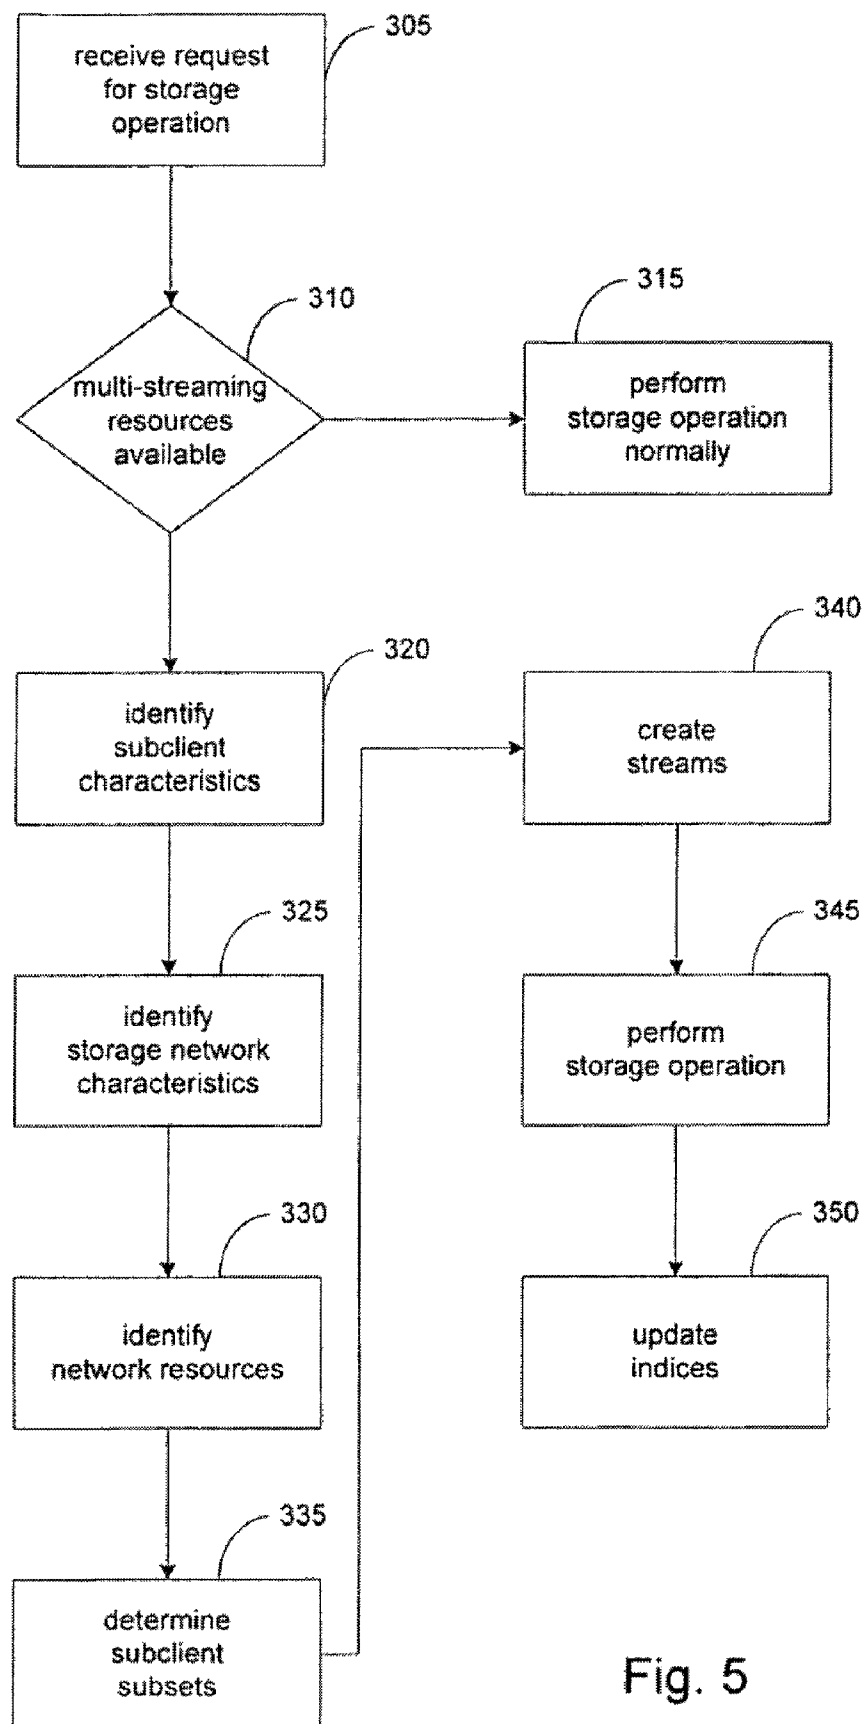 305
receive request
for storage
operation
310
multi-streaming
resources
available
315
perform
storage operation
normally
320
identify
subclient
characteristics
325
identify
storage network
characteristics
330
identify
network resources
335
determine
subclient
subsets
340
create
streams
345
perform
storage operation
350
update
indices
Fig. 5